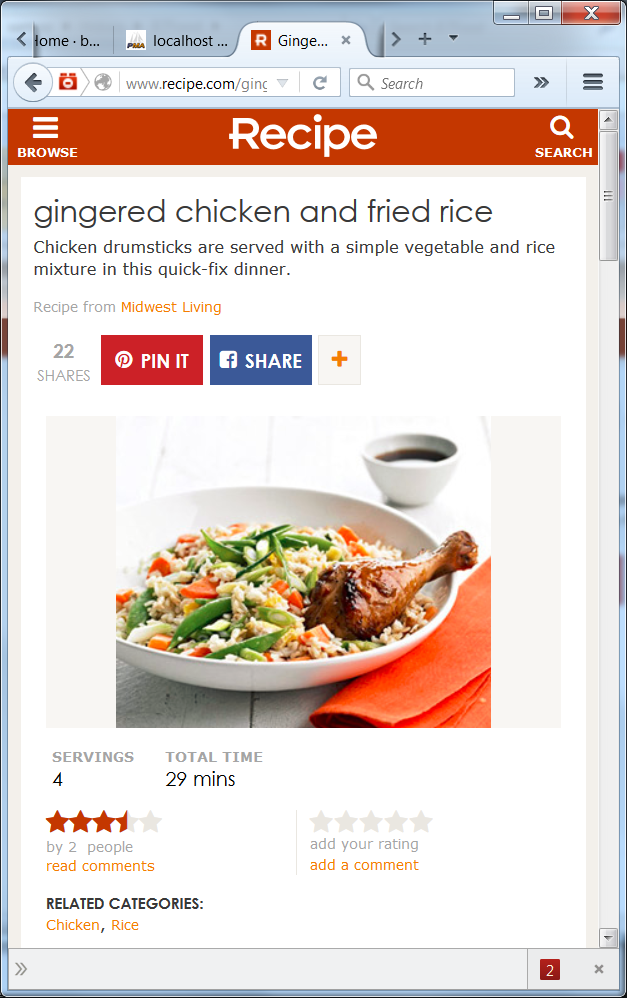 Home · b...
localhost ...
Ginge...
www.recipe.com/ging
Search
BROWSE
Recipe
SEARCH
gingered chicken and fried rice
Chicken drumsticks are served with a simple vegetable and rice
mixture in this quick-fix dinner.
Recipe from Midwest Living
22
SHARES
PIN IT
SHARE
SERVINGS
4
TOTAL TIME
29 mins
by 2 people
read comments
add your rating
add a comment
RELATED CATEGORIES:
Chicken, Rice
2